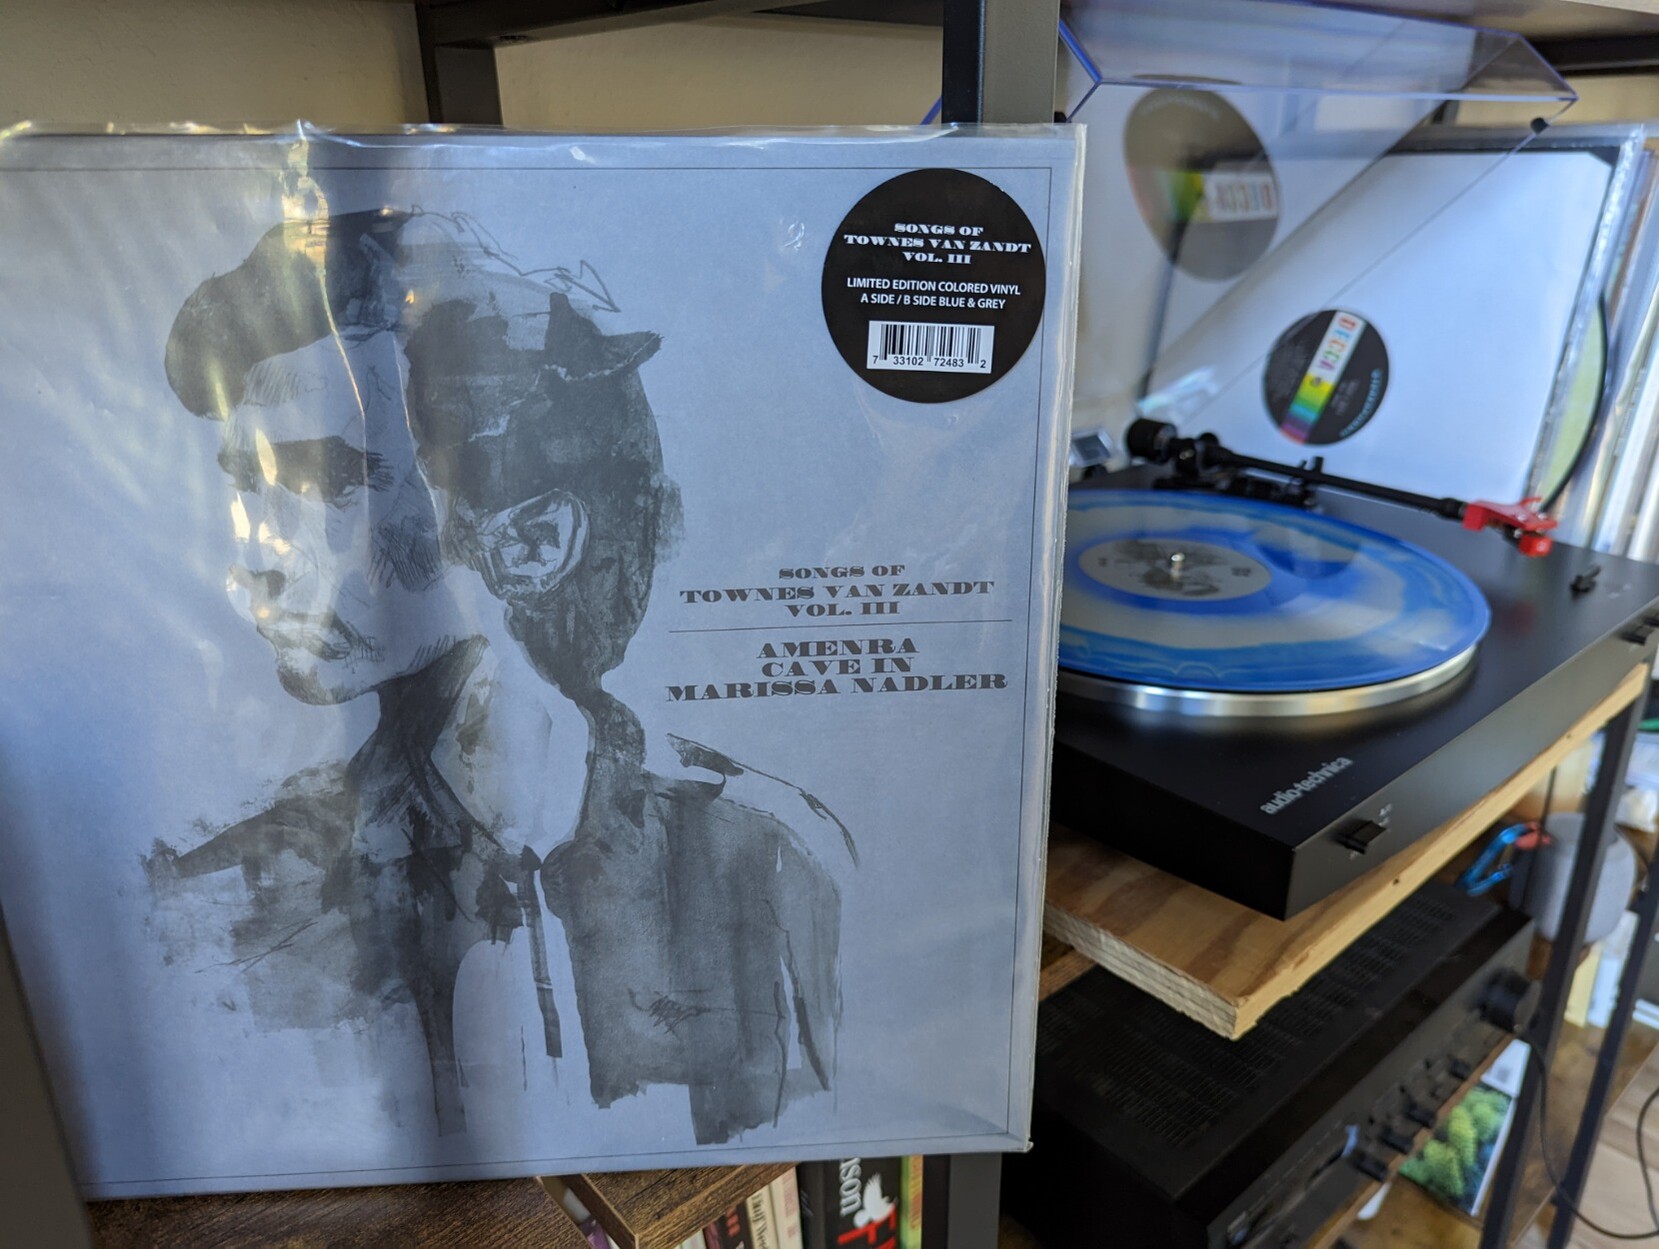 SONGS OF
TOWNES VAN ZANDT
VOL. III
LIMITED EDITION COLORED VINYL
A SIDE / B SIDE BLUE & GREY
7 33102 72483 2
SONGS OF
TOWNES VAN ZANDT
VOL. III
AMENRA
CAVE IN
MARISSA NADLER
DECCA
DECCA
audio-technica